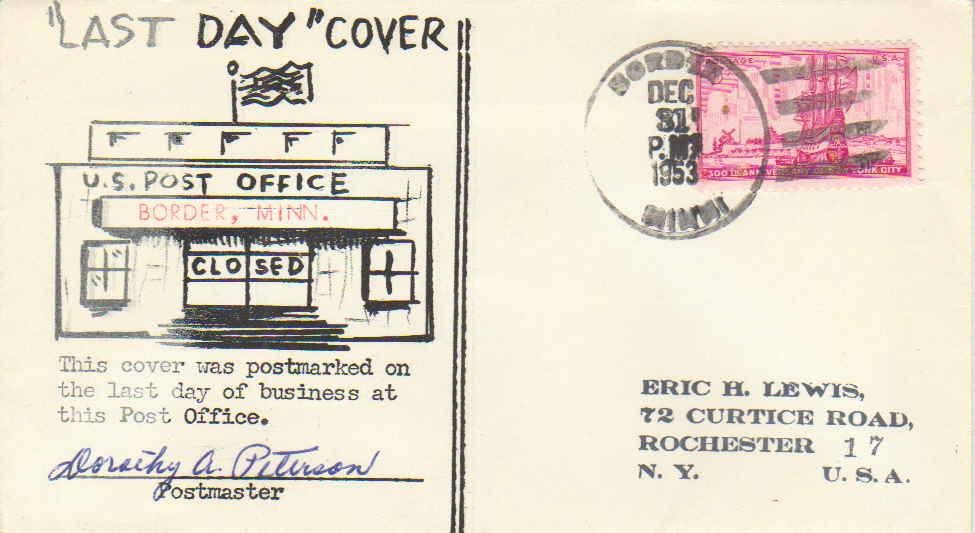 "LAST DAY" COVER
U.S. POST OFFICE
BORDER, MINN.
CLOSED
This cover was postmarked on
the last day of business at
this Post Office.
Dorothy A. Peterson
Postmaster
BORDER
DEC
31
P.M.
1953
MINN.
U.S.A.
300TH ANNIVERSARY OF NEW YORK CITY
ERIC H. LEWIS,
72 CURTICE ROAD,
ROCHESTER 17
N. Y. U. S. A.